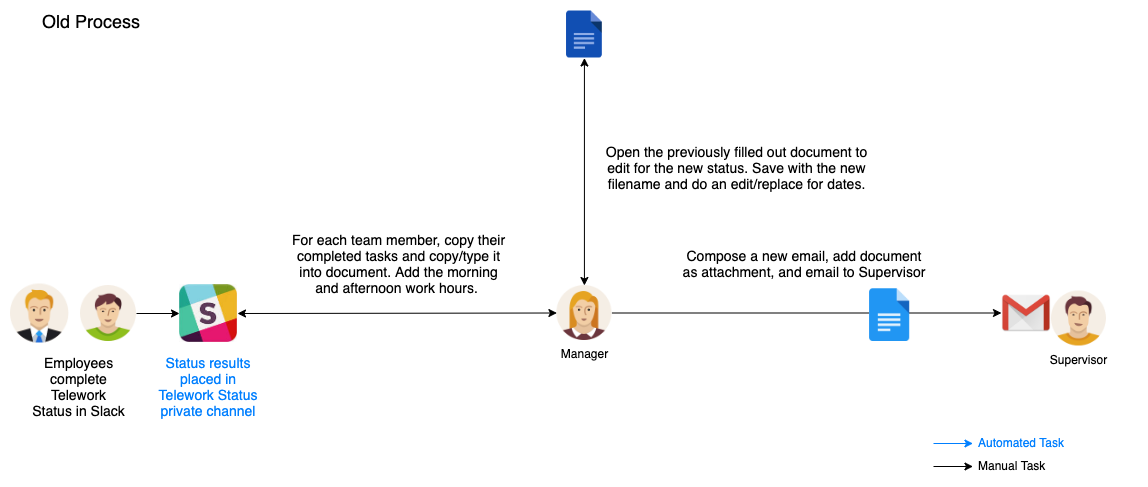 Old Process
Open the previously filled out document to
edit for the new status. Save with the new
filename and do an edit/replace for dates.
For each team member, copy their
completed tasks and copy/type it
into document. Add the morning
and afternoon work hours.
Compose a new email, add document
as attachment, and email to Supervisor
S
Manager
Supervisor
Employees
complete
Telework
Status in Slack
Status results
placed in
Telework Status
private channel
Automated Task
Manual Task